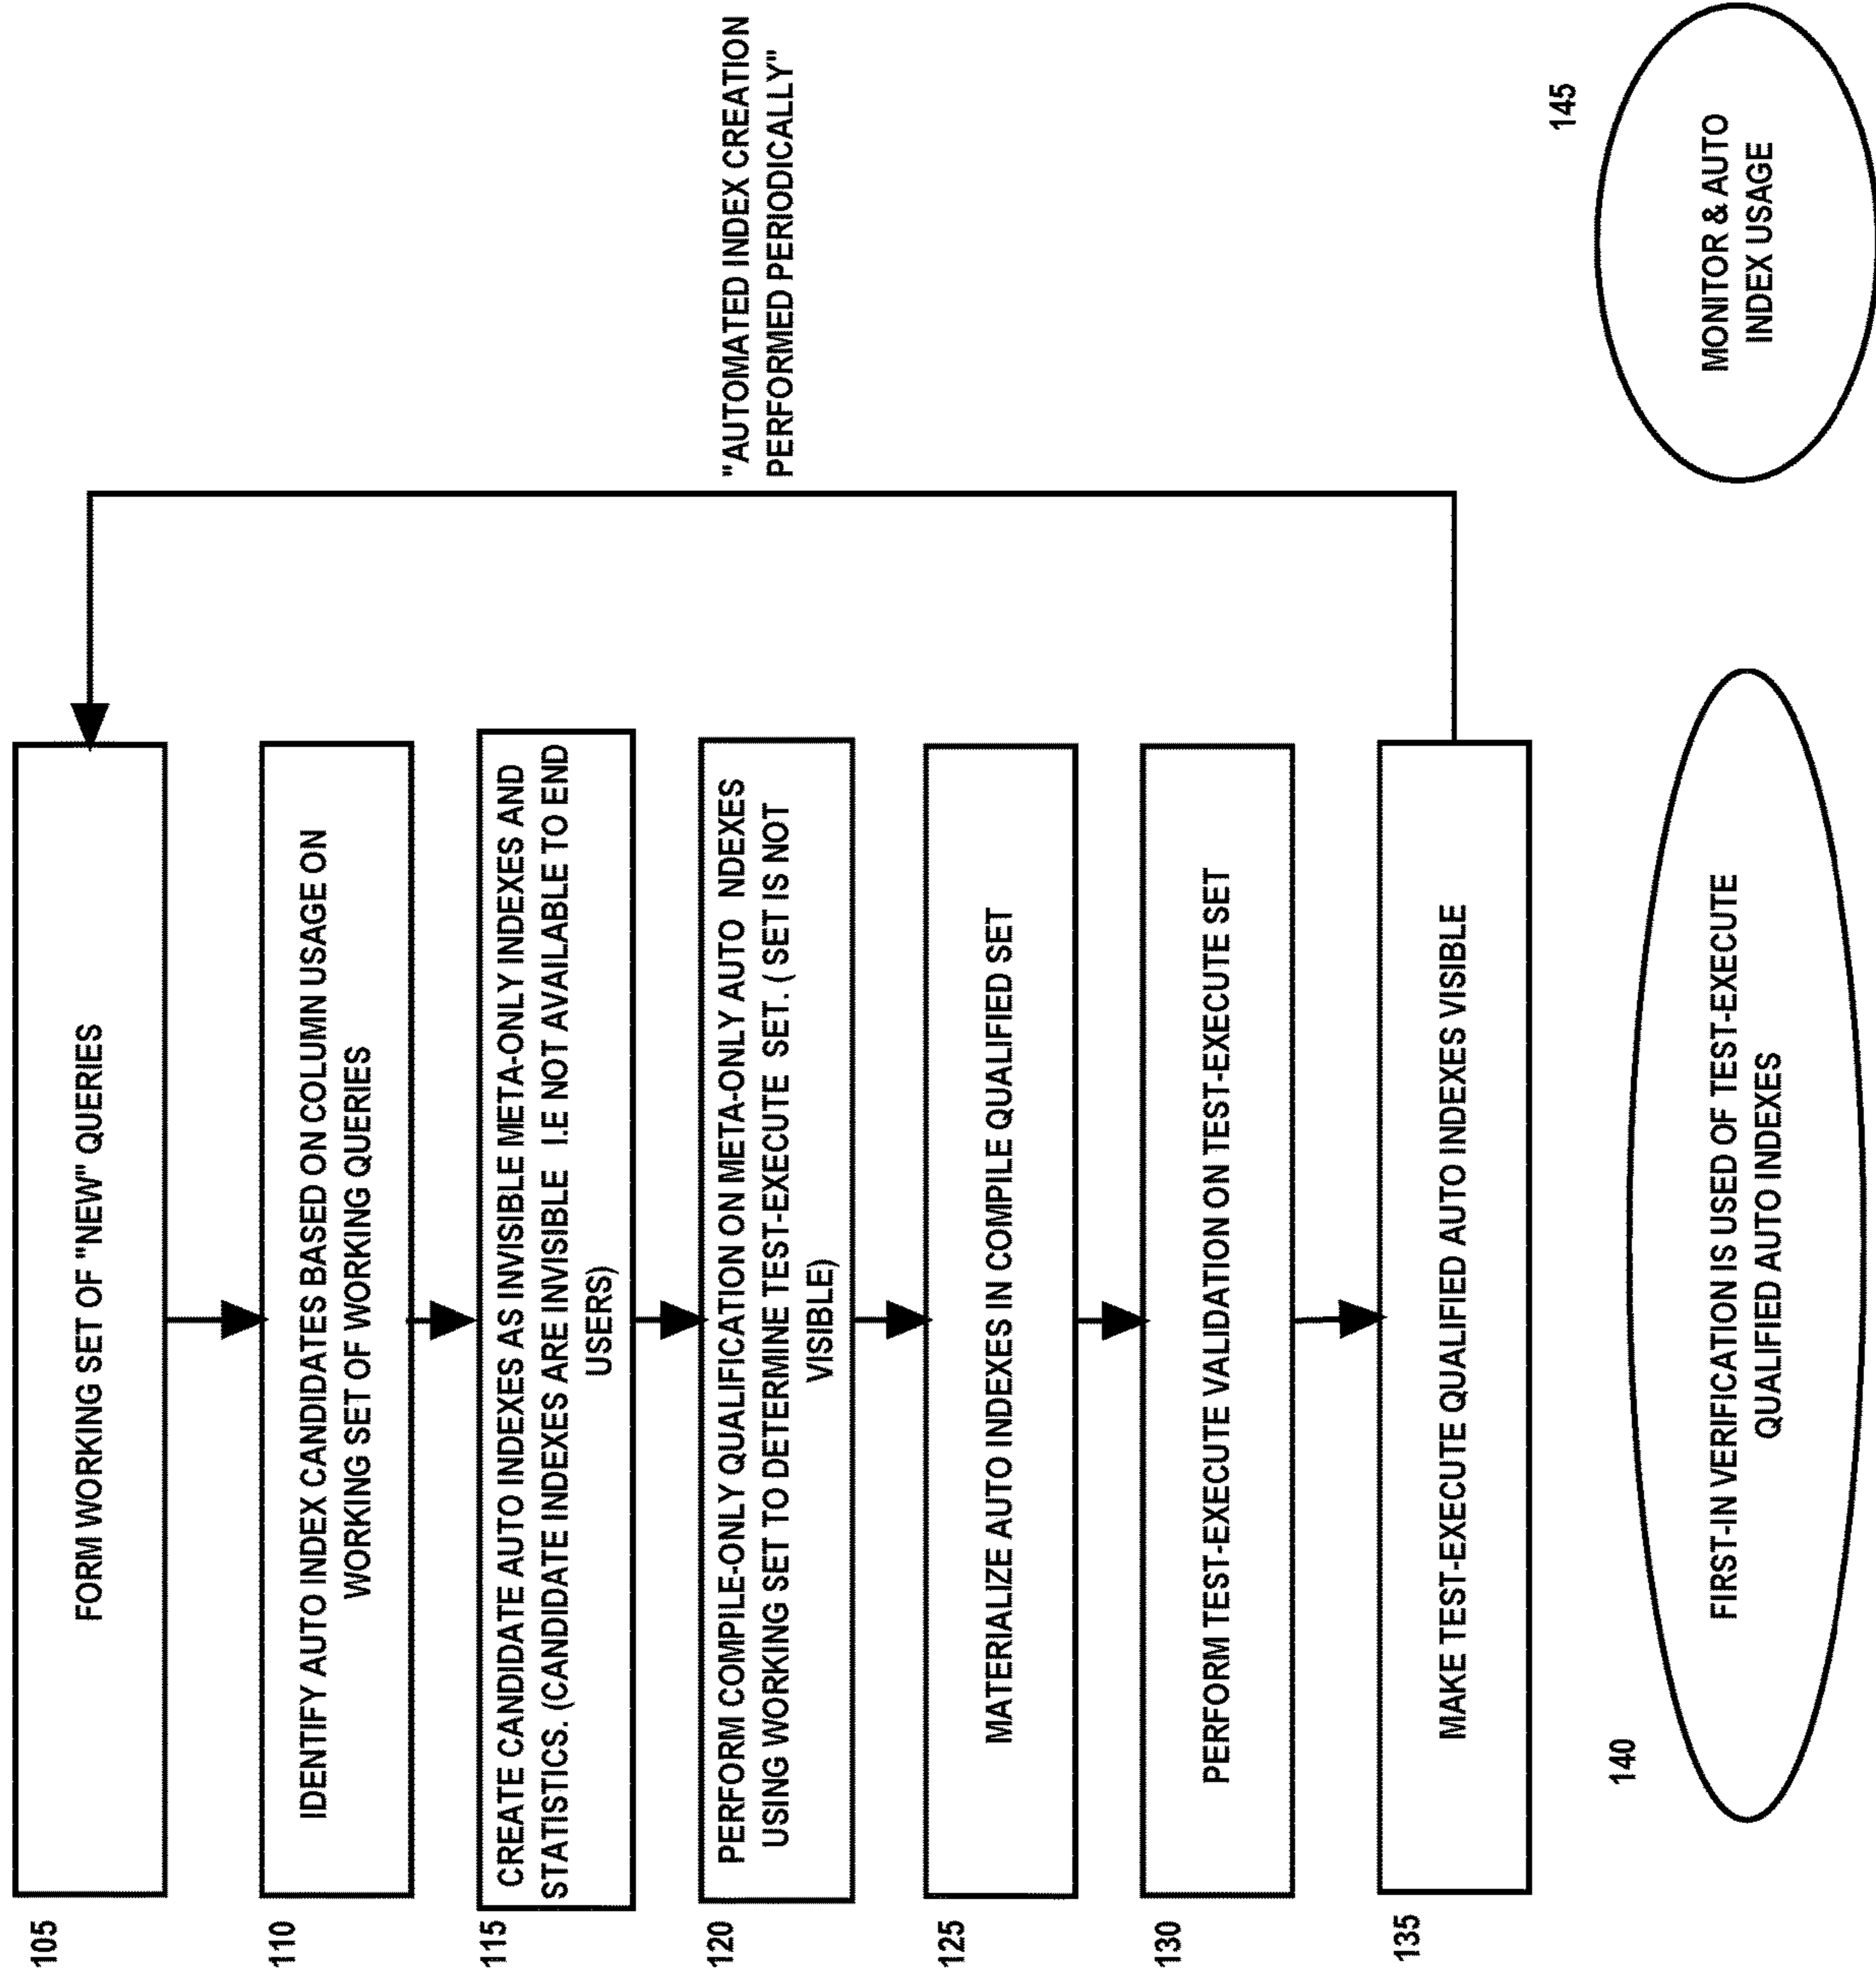 105
FORM WORKING SET OF "NEW" QUERIES
110
IDENTIFY AUTO INDEX CANDIDATES BASED ON COLUMN USAGE ON
WORKING SET OF WORKING QUERIES
115
CREATE CANDIDATE AUTO INDEXES AS INVISIBLE META-ONLY INDEXES AND
STATISTICS. (CANDIDATE INDEXES ARE INVISIBLE I.E NOT AVAILABLE TO END
USERS)
120
PERFORM COMPILE-ONLY QUALIFICATION ON META-ONLY AUTO NDEXES
USING WORKING SET TO DETERMINE TEST-EXECUTE SET. ( SET IS NOT
VISIBLE)
"AUTOMATED INDEX CREATION
PERFORMED PERIODICALLY"
125
MATERIALIZE AUTO INDEXES IN COMPILE QUALIFIED SET
130
PERFORM TEST-EXECUTE VALIDATION ON TEST-EXECUTE SET
135
MAKE TEST-EXECUTE QUALIFIED AUTO INDEXES VISIBLE
140
FIRST-IN VERIFICATION IS USED OF TEST-EXECUTE
QUALIFIED AUTO INDEXES
145
MONITOR & AUTO
INDEX USAGE